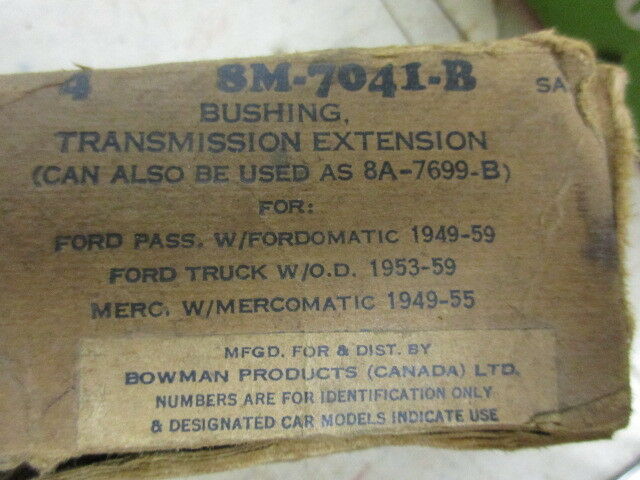 4 8M-7041-B SA
BUSHING,
TRANSMISSION EXTENSION
(CAN ALSO BE USED AS 8A-7699-B)
FOR:
FORD PASS. W/FORDOMATIC 1949-59
FORD TRUCK W/O.D. 1953-59
MERC. W/MERCOMATIC 1949-55
MFGD. FOR & DIST. BY
BOWMAN PRODUCTS (CANADA) LTD.
NUMBERS ARE FOR IDENTIFICATION ONLY
& DESIGNATED CAR MODELS INDICATE USE